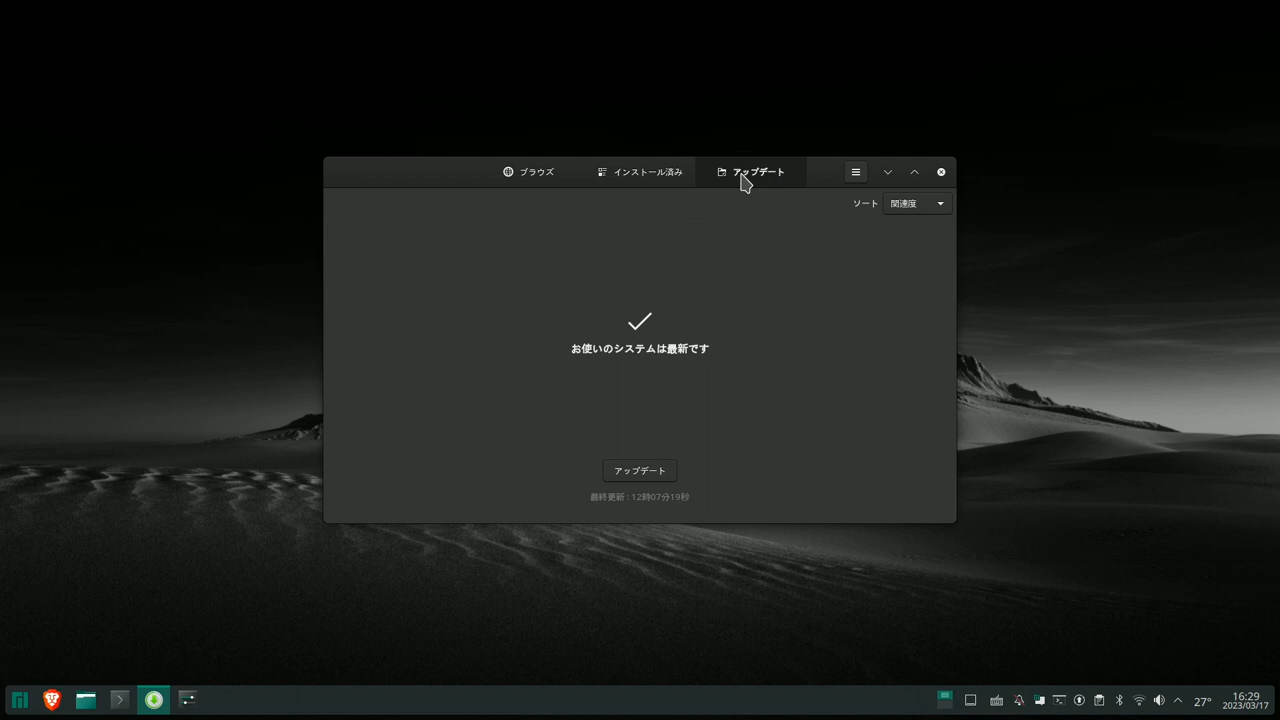 ブラウズ
インストール済み
アップデート
ソート
関連度
お使いのシステムは最新です
アップデート
最終更新 : 12時07分19秒
27°
16:29
2023/03/17